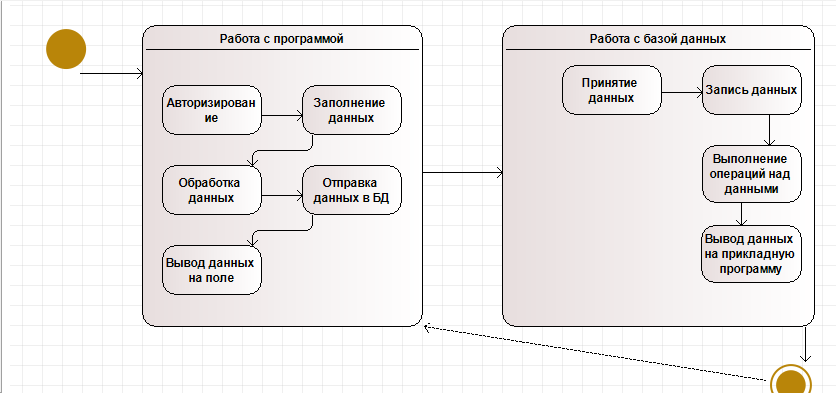 Работа с программой
Авторизирован
ие
Заполнение
данных
Обработка
данных
Отправка
данных в БД
Вывод данных
на поле
Работа с базой данных
Принятие
данных
Запись данных
Выполнение
операций над
данными
Вывод данных
на прикладную
программу